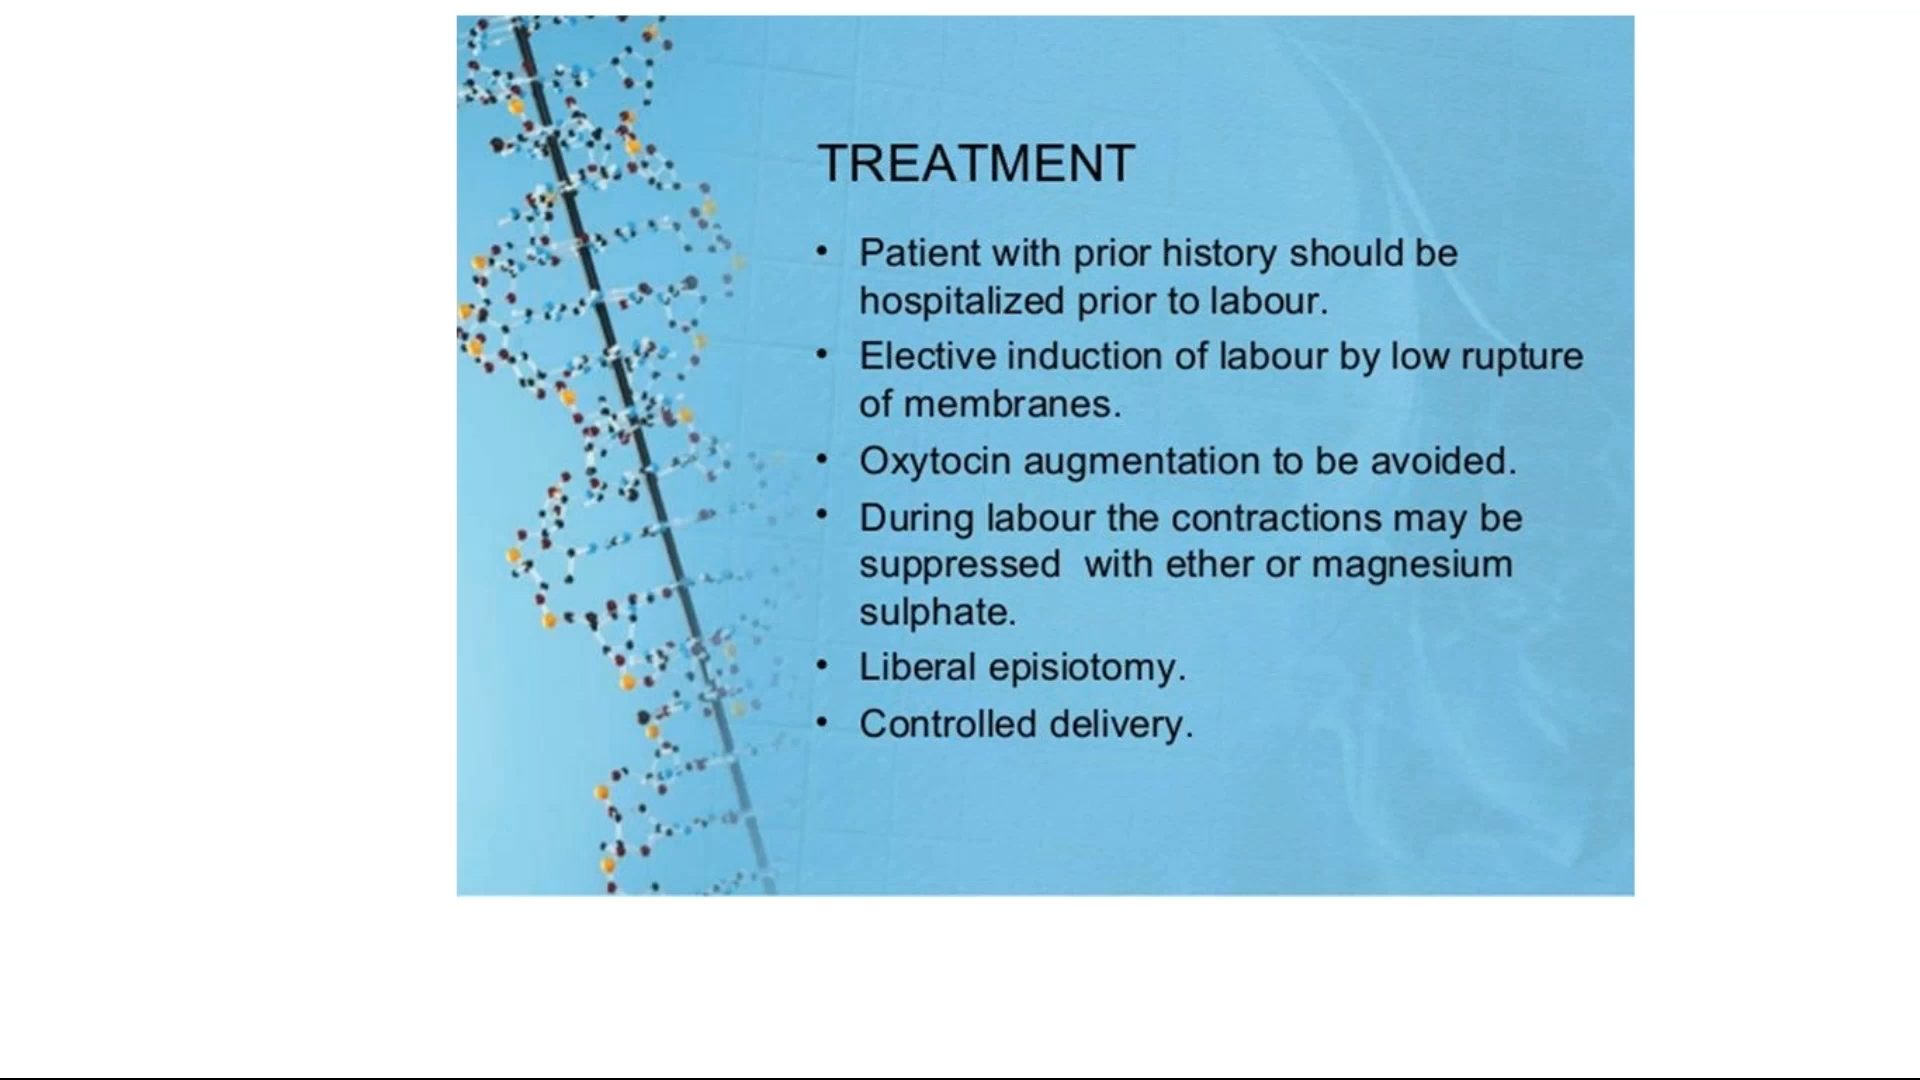 TREATMENT
• Patient with prior history should be
hospitalized prior to labour.
• Elective induction of labour by low rupture
of membranes.
• Oxytocin augmentation to be avoided.
• During labour the contractions may be
suppressed  with ether or magnesium
sulphate.
• Liberal episiotomy.
• Controlled delivery.